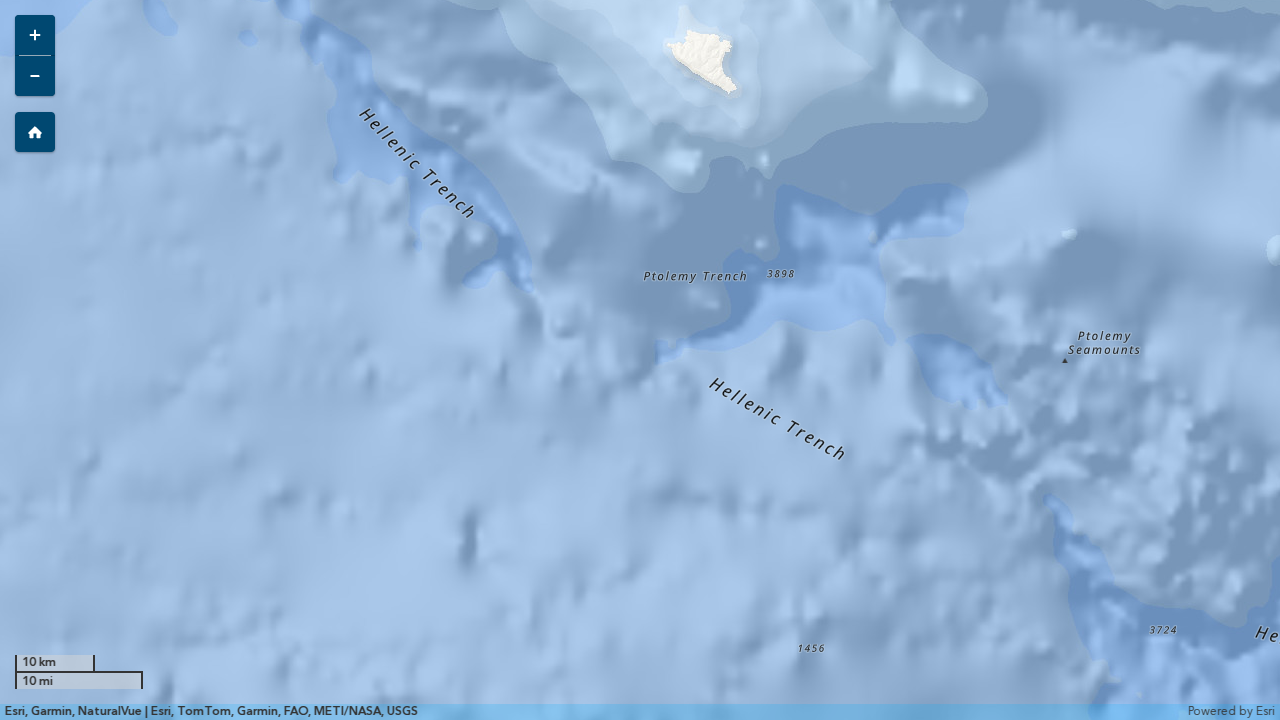 +
−
Hellenic Trench
Ptolemy Trench
3898
Ptolemy
Seamounts
Hellenic Trench
3724
He
1456
10 km
10 mi
Esri, Garmin, NaturalVue | Esri, TomTom, Garmin, FAO, METI/NASA, USGS
Powered by Esri